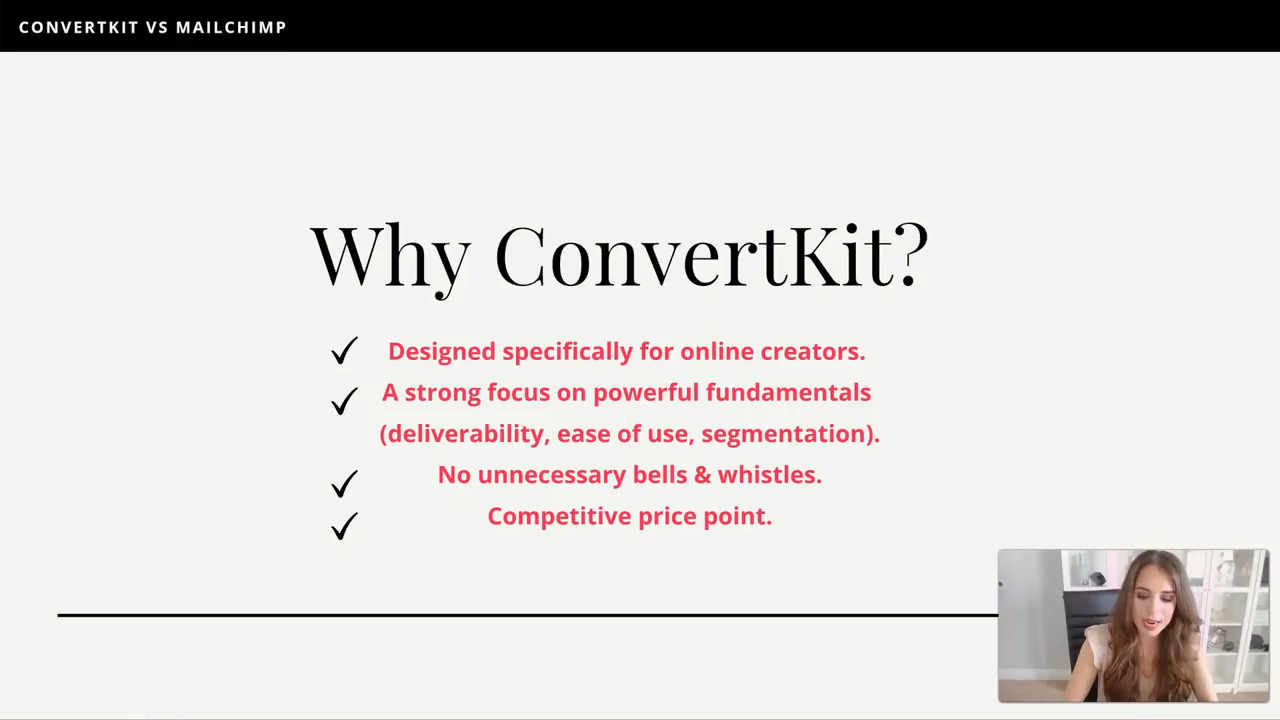 CONVERTKIT VS MAILCHIMP
Why ConvertKit?
Designed specifically for online creators.
A strong focus on powerful fundamentals
(deliverability, ease of use, segmentation).
No unnecessary bells & whistles.
Competitive price point.